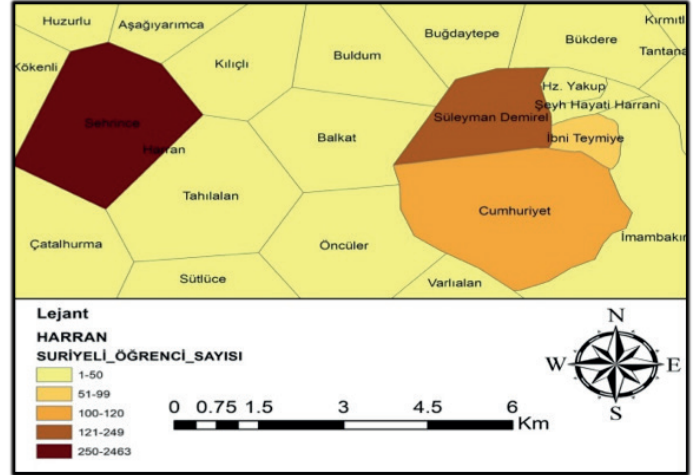 Huzurlu
Aşağıyarımca
Buğdaytepe
Kırmıtl
Bükdere
Tantana
Kökenli
Kılıçlı
Buldum
Hz. Yakup
Şeyh Hayati Harrani
Süleyman Demirel
Sehrince
İbni Teymiye
Harran
Balkat
Tahılalan
Cumhuriyet
Çatalhurma
Öncüler
İmambakır
Sütlüce
Varlıalan
Lejant
HARRAN
SURİYELİ_ÖĞRENCİ_SAYISI
1-50
51-99
100-120
121-249
250-2463
0 0.75 1.5 3 4.5 6
Km
N
W E
S